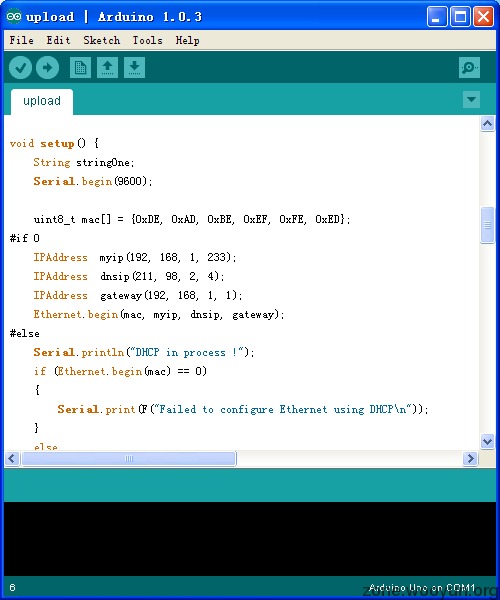 upload | Arduino 1.0.3
File Edit Sketch Tools Help
upload
void setup() {
String stringOne;
Serial.begin(9600);
uint8_t mac[] = {0xDE, 0xAD, 0xBE, 0xEF, 0xFE, 0xED};
#if 0
IPAddress myip(192, 168, 1, 233);
IPAddress dnsip(211, 98, 2, 4);
IPAddress gateway(192, 168, 1, 1);
Ethernet.begin(mac, myip, dnsip, gateway);
#else
Serial.println("DHCP in process !");
if (Ethernet.begin(mac) == 0)
{
Serial.print(F("Failed to configure Ethernet using DHCP\n"));
}
else
6 Arduino Uno on COM1
zone.wooyun.org